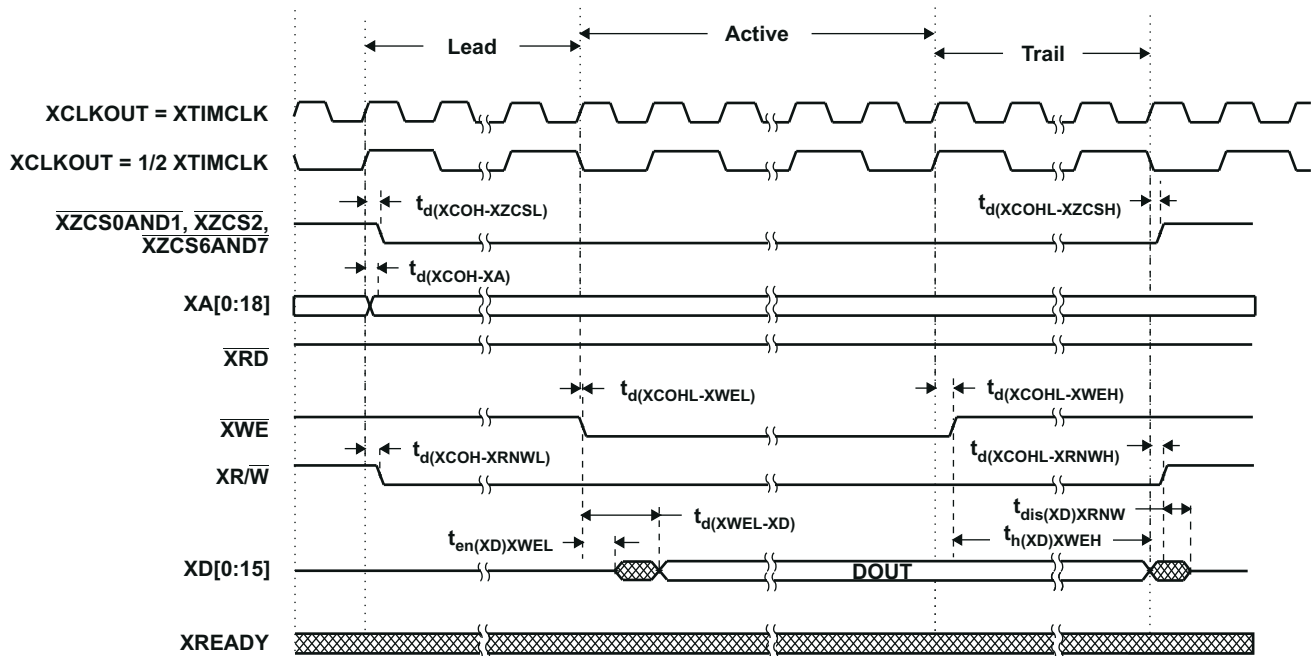 Lead
Active
Trail
XCLKOUT = XTIMCLK
XCLKOUT = 1/2 XTIMCLK
td(XCOH-XZCSL)
td(XCOHL-XZCSH)
XZCS0AND1, XZCS2,
XZCS6AND7
td(XCOH-XA)
XA[0:18]
XRD
td(XCOHL-XWEL)
td(XCOHL-XWEH)
XWE
td(XCOH-XRNWL)
td(XCOHL-XRNWH)
XR/W
td(XWEL-XD)
tdis(XD)XRNW
ten(XD)XWEL
th(XD)XWEH
XD[0:15]
DOUT
XREADY